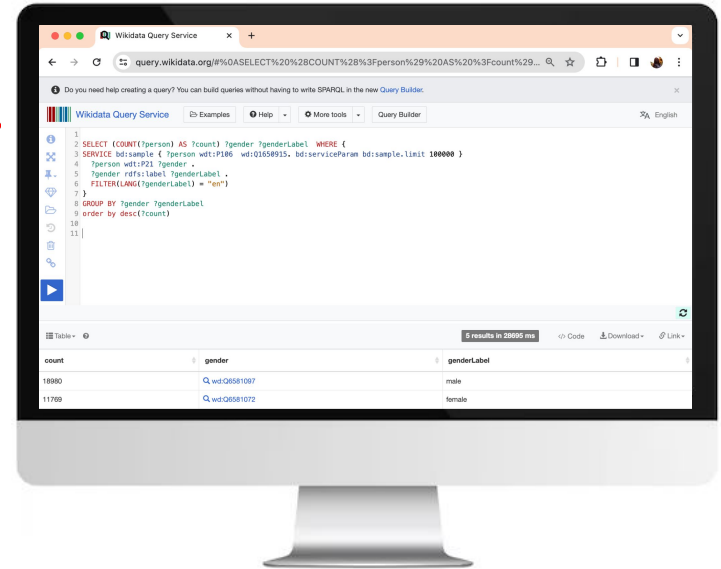 Wikidata Query Service
query.wikidata.org/#%0ASELECT%20%28COUNT%28%3Fperson%29%20AS%20%3Fcount%29...
Do you need help creating a query? You can build queries without having to write SPARQL in the new Query Builder.
Wikidata Query Service Examples Help More tools Query Builder English
1
2 SELECT (COUNT(?person) AS ?count) ?gender ?genderLabel WHERE {
3 SERVICE bd:sample { ?person wdt:P106 wd:Q1650915. bd:serviceParam bd:sample.limit 100000 }
4 ?person wdt:P21 ?gender .
5 ?gender rdfs:label ?genderLabel .
6 FILTER(LANG(?genderLabel) = "en")
7 }
8 GROUP BY ?gender ?genderLabel
9 order by desc(?count)
10
11
Table 5 results in 28695 ms </> Code Download Link
count gender genderLabel
18980 wd:Q6581097 male
11769 wd:Q6581072 female